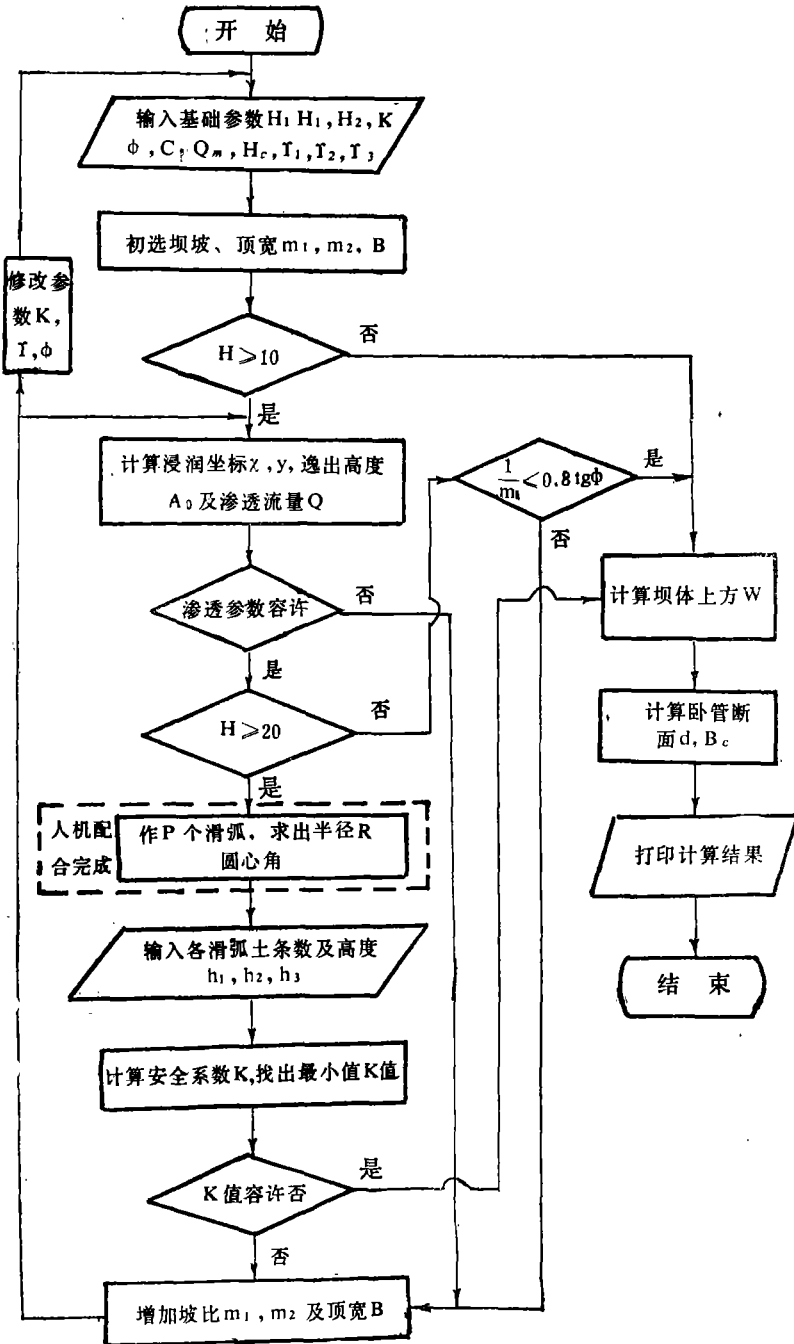 开 始
输入基础参数H₁ H₁, H₂, K
φ, C, Qₘ, H꜀, ϒ₁, ϒ₂, ϒ₃
初选坝坡、顶宽m₁, m₂, B
修改参
数K,
ϒ, φ
H⩾10
否
是
计算浸润坐标χ, y, 逸出高度
A₀及渗透流量Q
1/m₁ ⩽0.8tgφ
是
否
渗透参数容许
否
是
计算坝体上方W
H⩾20
否
是
计算卧管断
面d, B꜀
人机配
合完成
作P个滑弧, 求出半径R
圆心角
打印计算结果
输入各滑弧土条数及高度
h₁, h₂, h₃
结 束
计算安全系数K,找出最小值K值
K值容许否
是
否
增加坡比m₁, m₂及顶宽B